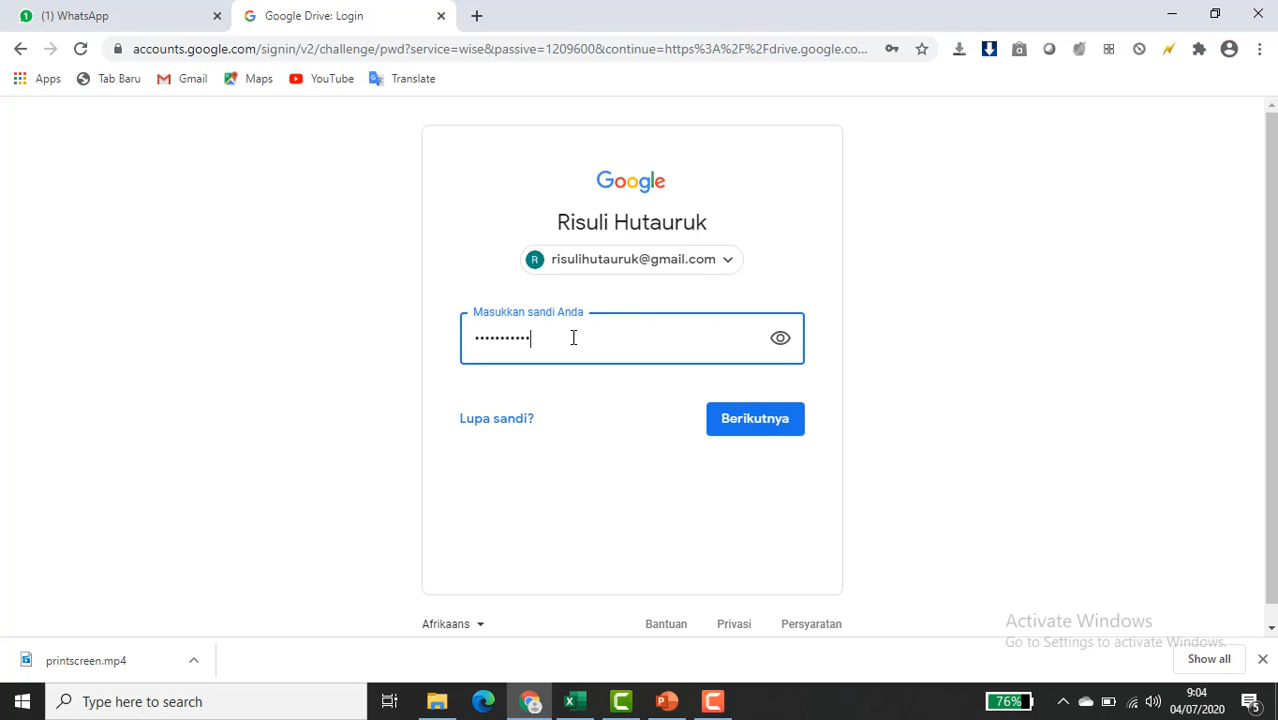 (1) WhatsApp
Google Drive: Login
accounts.google.com/signin/v2/challenge/pwd?service=wise&passive=1209600&continue=https%3A%2F%2Fdrive.google.co...
Apps
Tab Baru
Gmail
Maps
YouTube
Translate
Google
Risuli Hutauruk
R
risulihutauruk@gmail.com
Masukkan sandi Anda
•••••••••••
Lupa sandi?
Berikutnya
Afrikaans
Bantuan
Privasi
Persyaratan
Activate Windows
Go to Settings to activate Windows.
printscreen.mp4
Show all
Type here to search
76%
9:04
04/07/2020
5